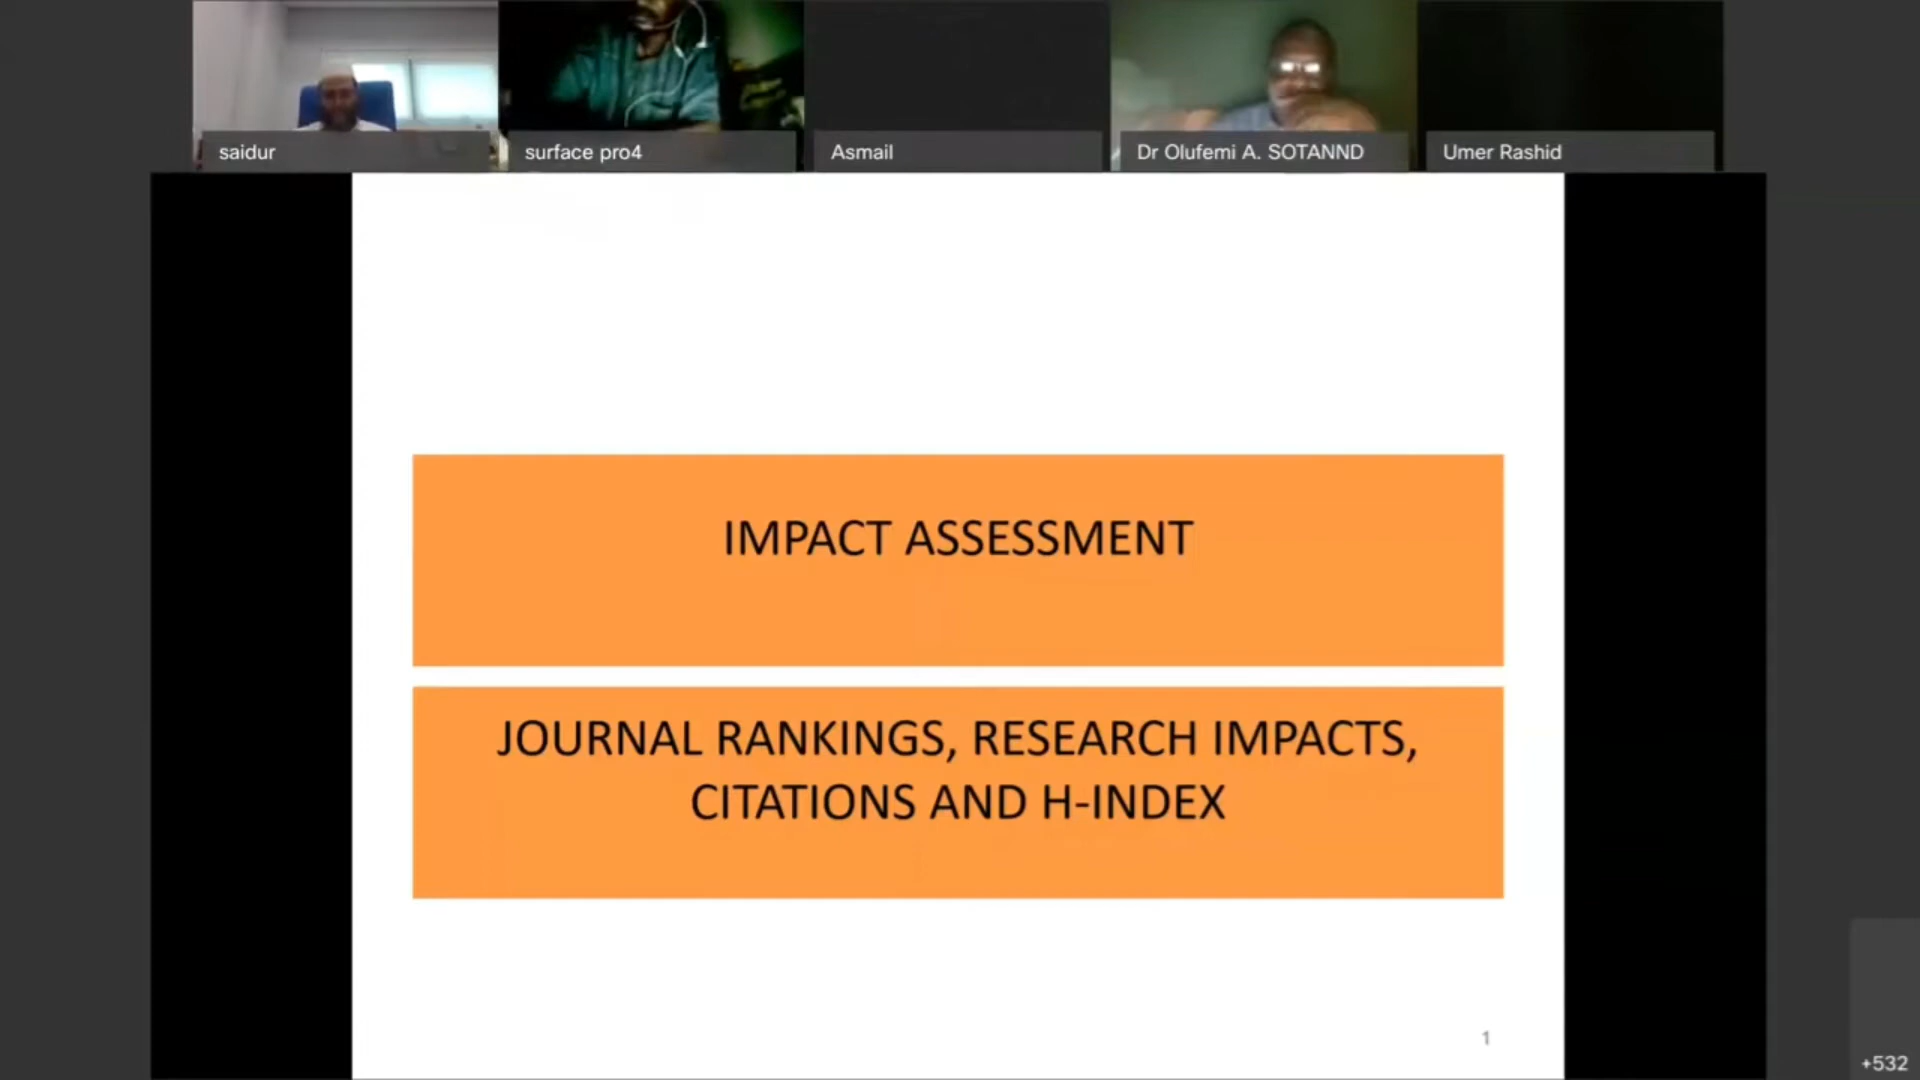 saidur
surface pro4
Asmail
Dr Olufemi A. SOTANND
Umer Rashid
IMPACT ASSESSMENT
JOURNAL RANKINGS, RESEARCH IMPACTS,
CITATIONS AND H-INDEX
1
+532